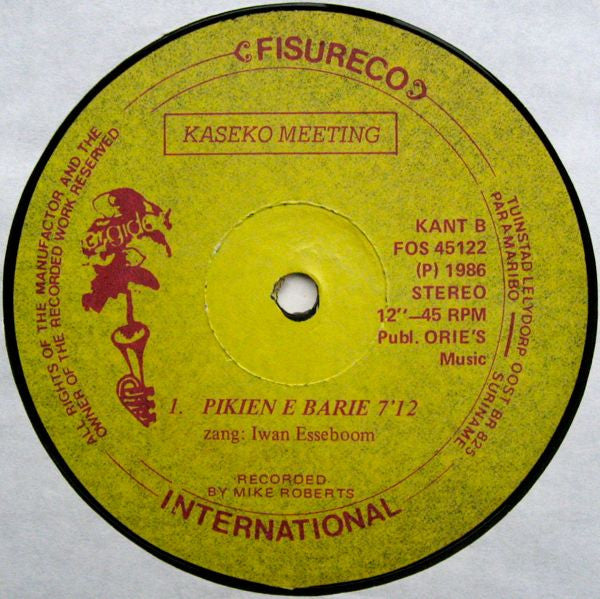 FISURECO
KASEKO MEETING
ALL RIGHTS OF THE MANUFACTOR AND THE
OWNER OF THE RECORDED WORK RESERVED
KANT B
FOS 45122
(P) 1986
STEREO
12"—45 RPM
Publ. ORIE'S
Music
TUINSTAD LELYDORP OOST BR 825
PARAMARIBO — SURINAME
1. PIKIEN E BARIE 7'12
zang: Iwan Esseboom
RECORDED
BY MIKE ROBERTS
INTERNATIONAL